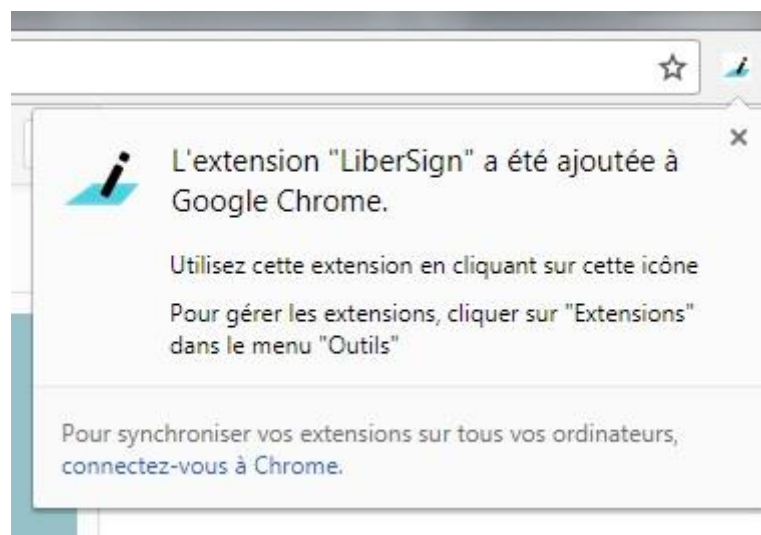 L'extension "LiberSign" a été ajoutée à
Google Chrome.
Utilisez cette extension en cliquant sur cette icône
Pour gérer les extensions, cliquer sur "Extensions"
dans le menu "Outils"
Pour synchroniser vos extensions sur tous vos ordinateurs,
connectez-vous à Chrome.